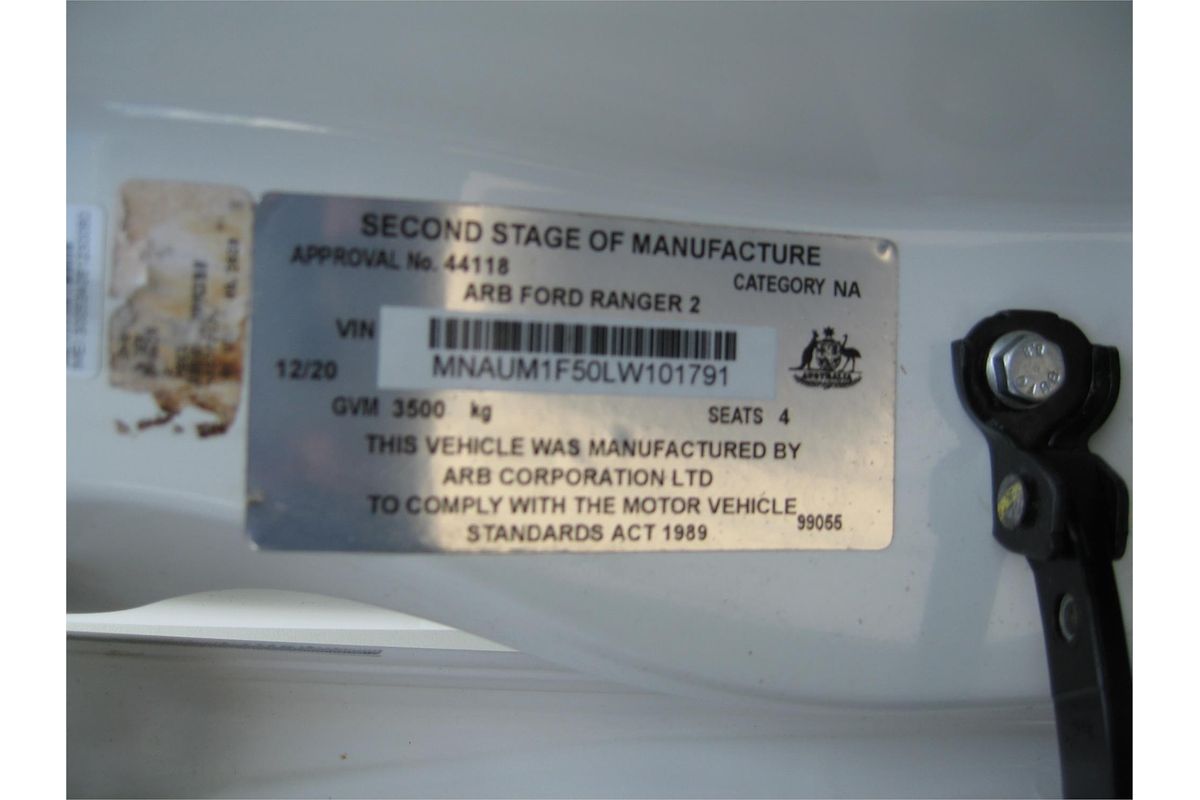 SECOND STAGE OF MANUFACTURE
APPROVAL No. 44118
CATEGORY NA
ARB FORD RANGER 2
VIN
12/20
MNAUM1F50LW101791
AUSTRALIA
GVM 3500 kg
SEATS 4
THIS VEHICLE WAS MANUFACTURED BY
ARB CORPORATION LTD
TO COMPLY WITH THE MOTOR VEHICLE
STANDARDS ACT 1989
99055